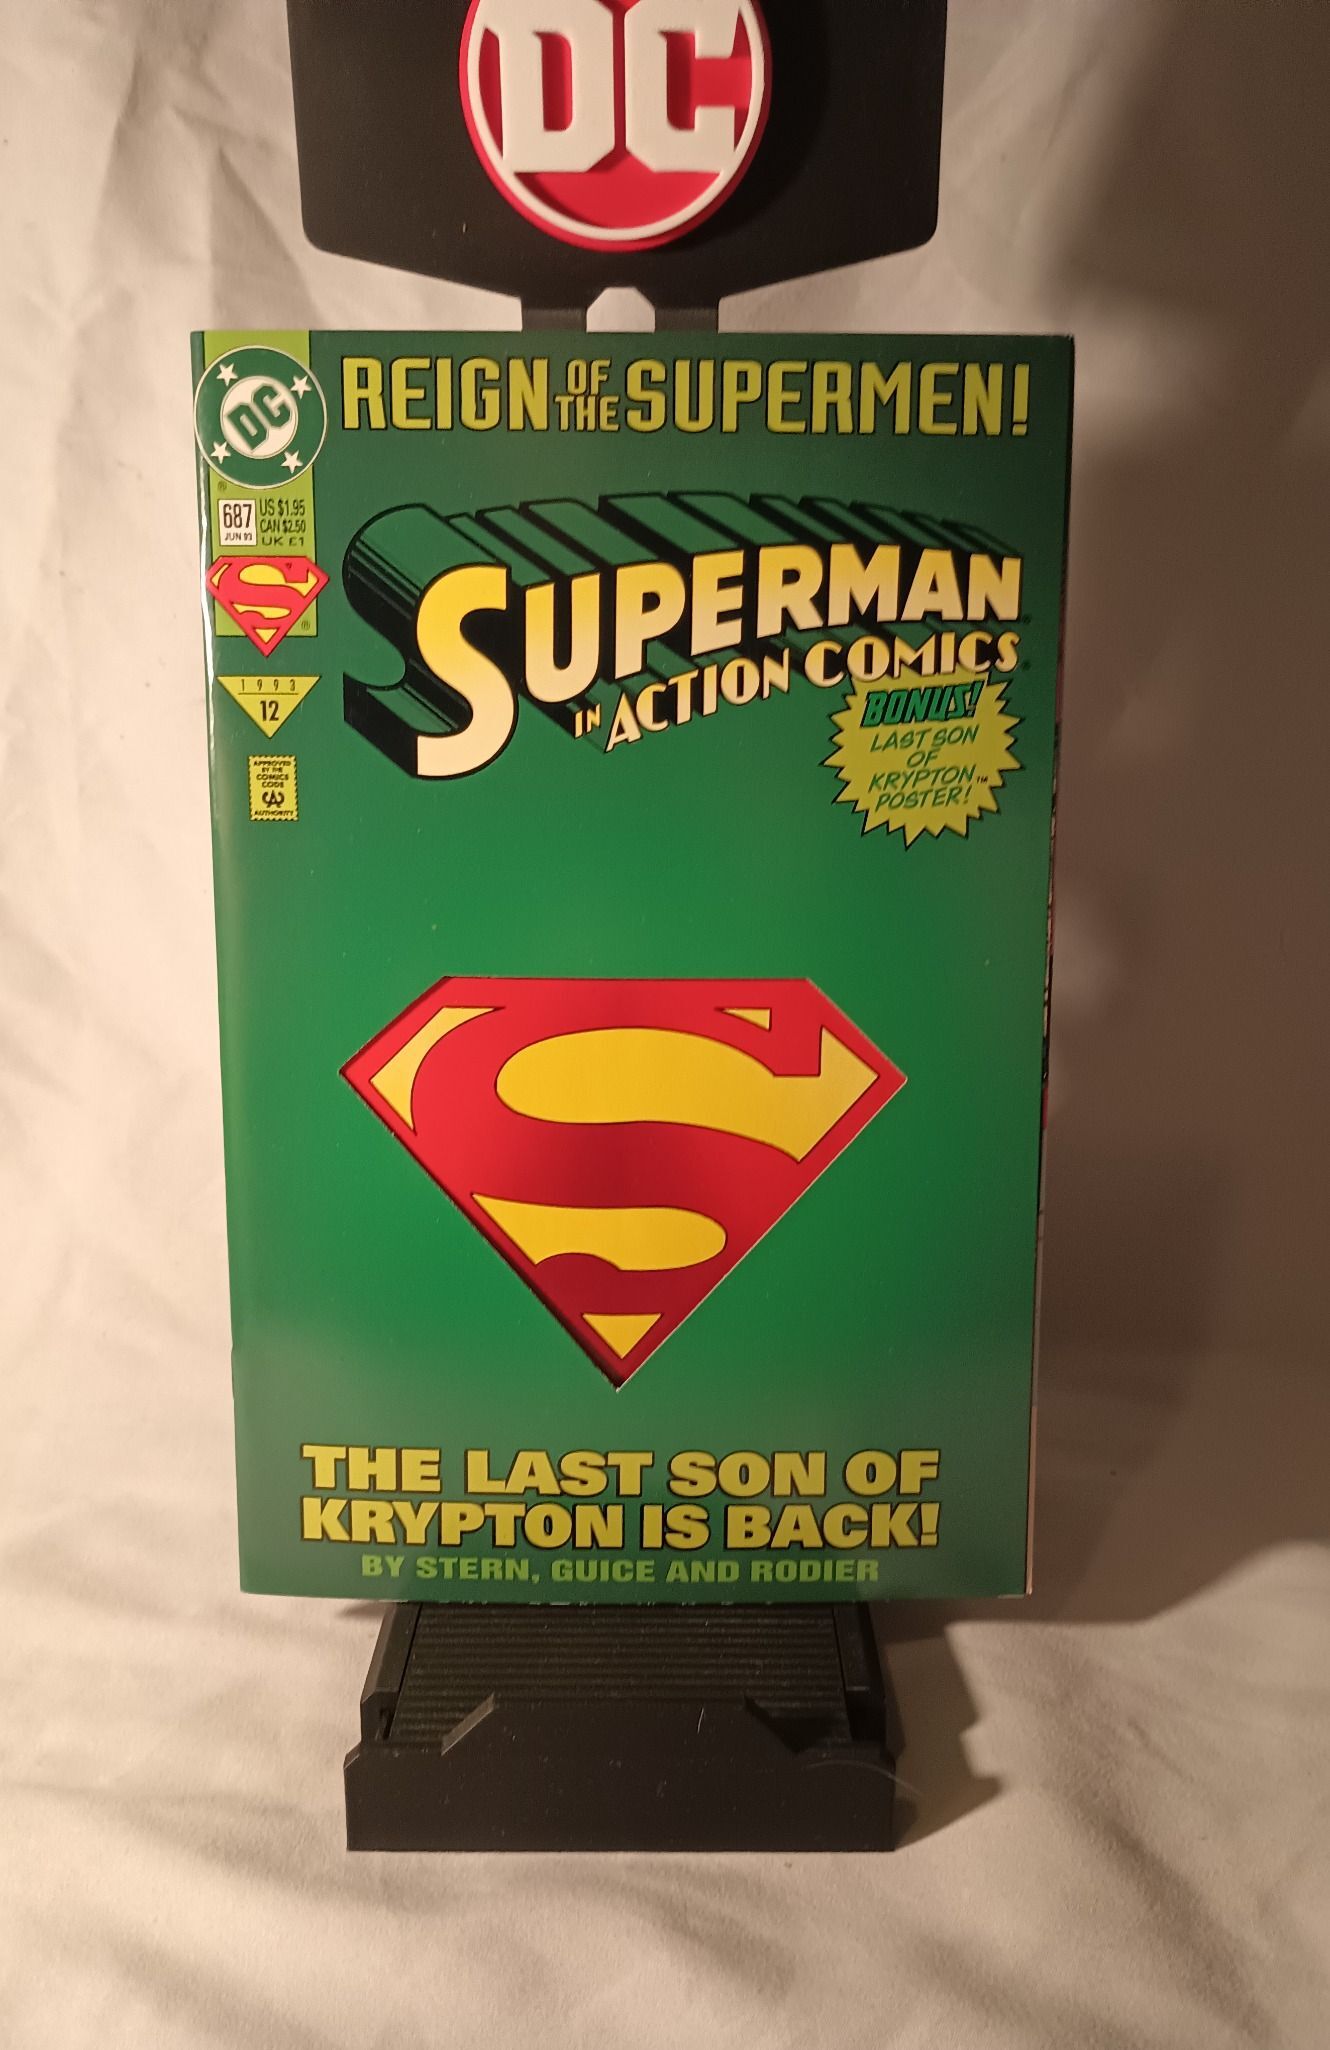 DC
REIGN OF THE SUPERMEN!
DC
®
687
JUN 93
US $1.95
CAN $2.50
UK £1
S
®
SUPERMAN
IN ACTION COMICS
1993
12
BONUS!
LAST SON
OF
KRYPTON™
POSTER!
APPROVED
BY THE
COMICS
CODE
CA
AUTHORITY
S
THE LAST SON OF
KRYPTON IS BACK!
BY STERN, GUICE AND RODIER